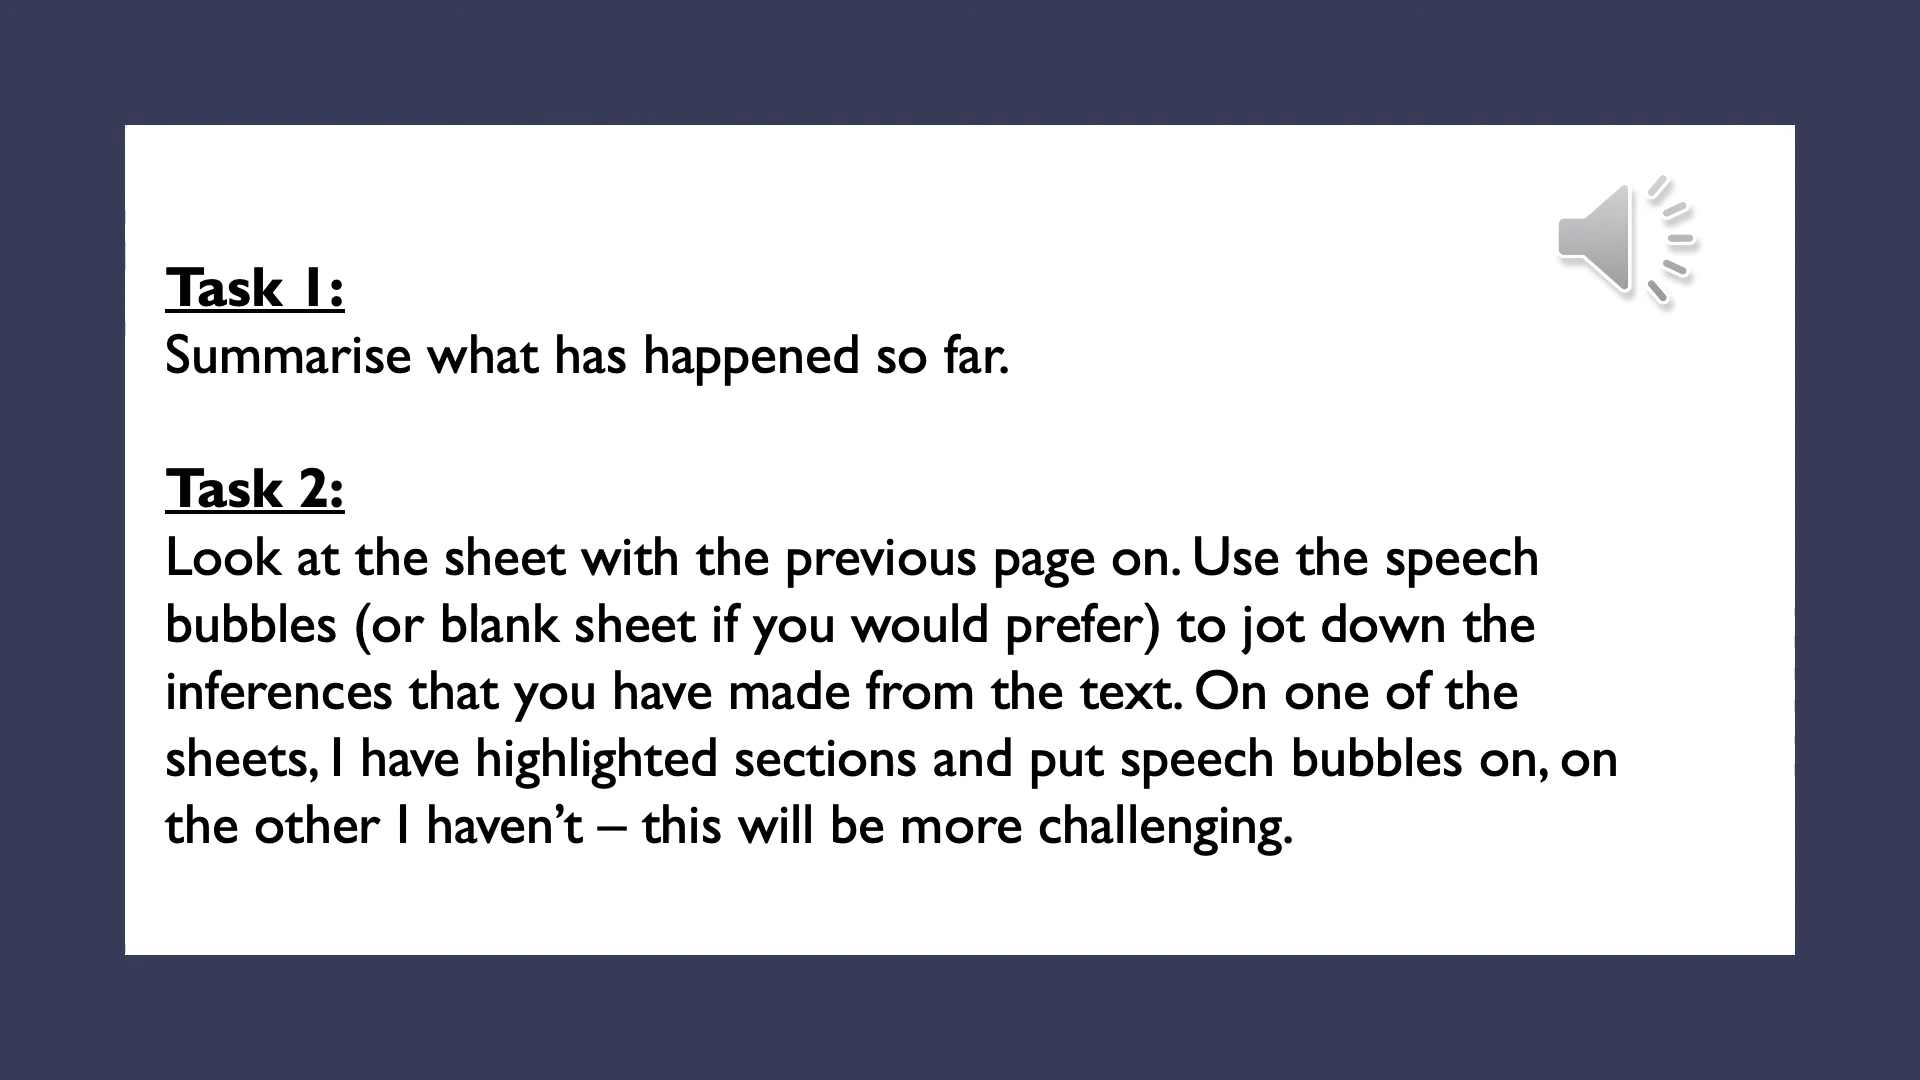 Task 1:
Summarise what has happened so far.
Task 2:
Look at the sheet with the previous page on. Use the speech
bubbles (or blank sheet if you would prefer) to jot down the
inferences that you have made from the text. On one of the
sheets, I have highlighted sections and put speech bubbles on, on
the other I haven’t – this will be more challenging.